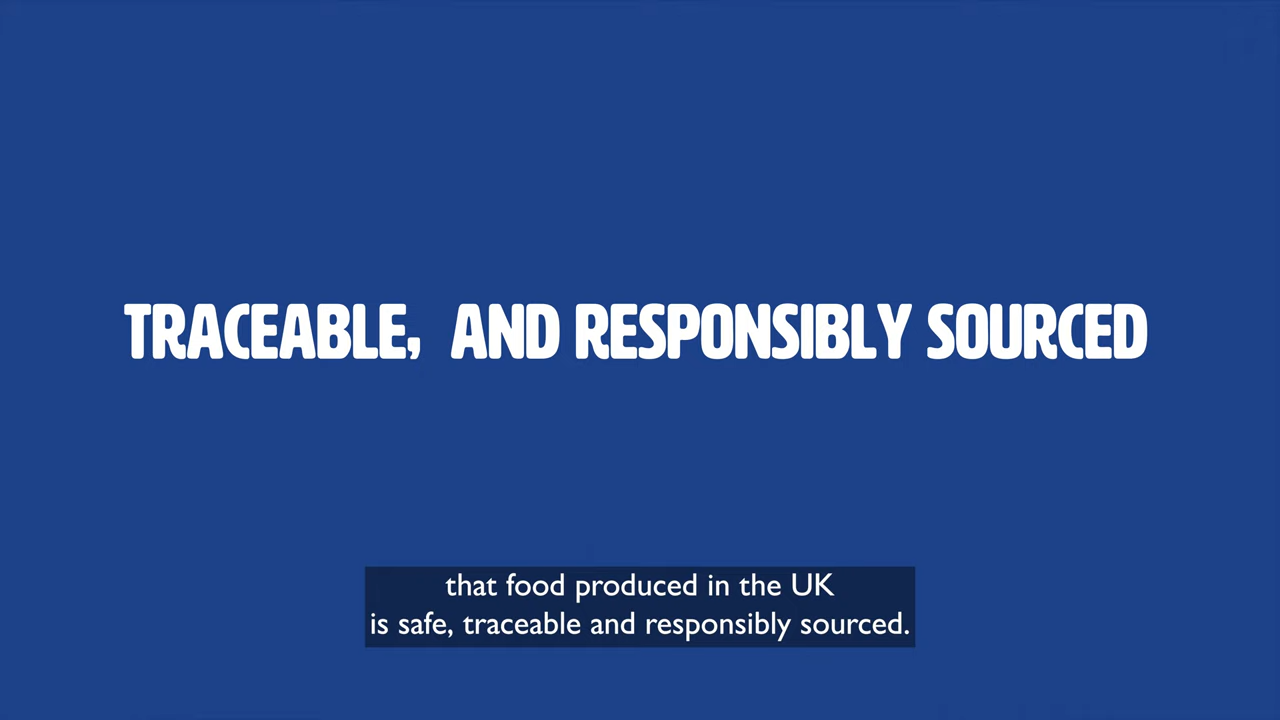 TRACEABLE, AND RESPONSIBLY SOURCED
that food produced in the UK
is safe, traceable and responsibly sourced.